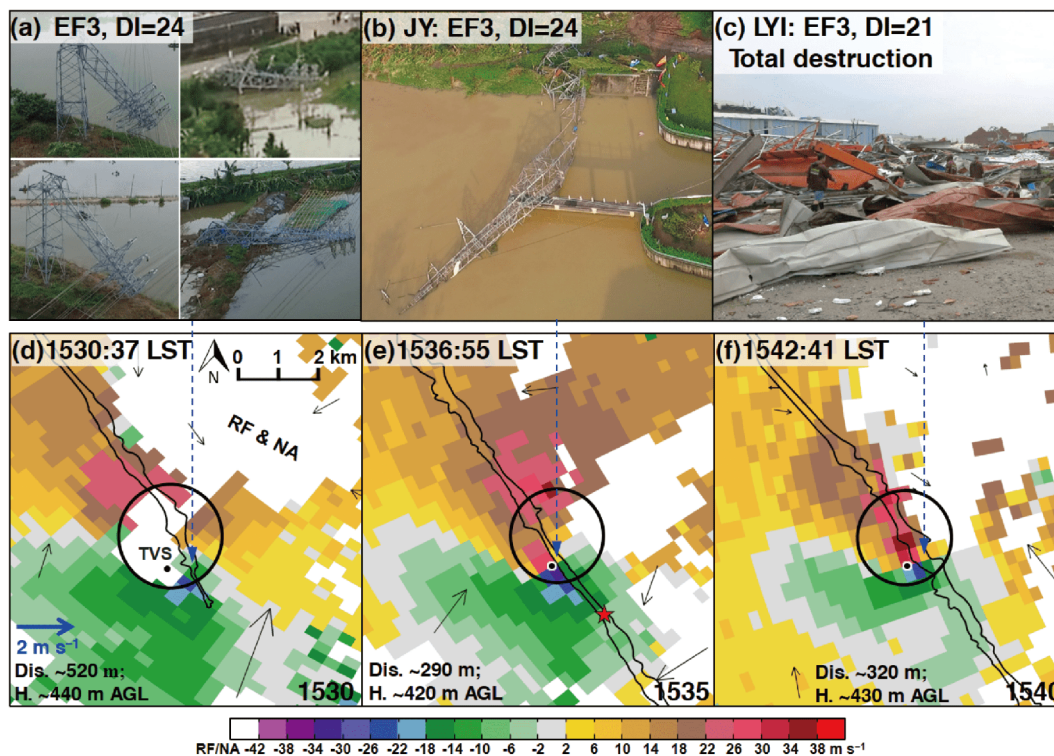 (a) EF3, DI=24
(b) JY: EF3, DI=24
(c) LYI: EF3, DI=21
Total destruction
(d)1530:37 LST
0 1 2 km
N
RF & NA
TVS
2 m s⁻¹
Dis. ~520 m;
H. ~440 m AGL
1530
(e)1536:55 LST
Dis. ~290 m;
H. ~420 m AGL
1535
(f)1542:41 LST
Dis. ~320 m;
H. ~430 m AGL
1540
RF/NA -42 -38 -34 -30 -26 -22 -18 -14 -10 -6 -2 2 6 10 14 18 22 26 30 34 38 m s⁻¹